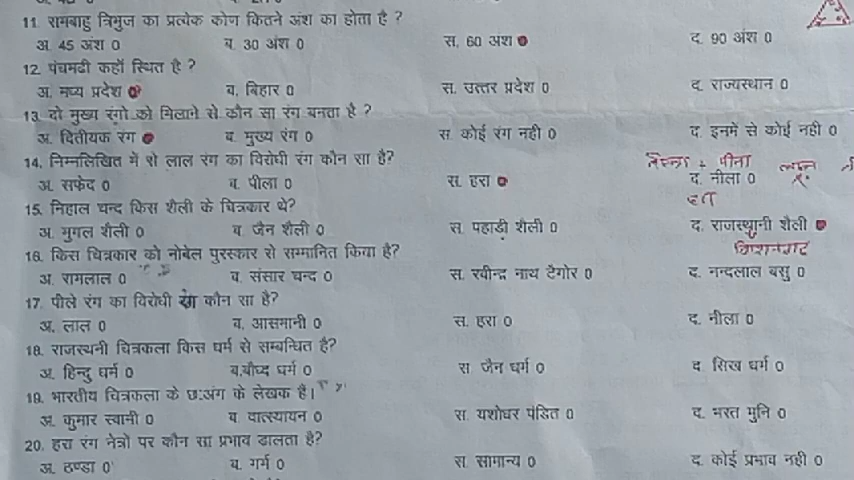 11. समबाहु त्रिमुज का प्रत्येक कोण कितने अंश का होता है ?
अ. 45 अंश 0 ब. 30 अंश 0 स. 60 अंश द. 90 अंश 0
12. पंचमढी कहाँ स्थित है ?
अ. मध्य प्रदेश ब. बिहार 0 स. उत्तर प्रदेश 0 द. राज्यस्थान 0
13. दो मुख्य रंगो को मिलाने से कौन सा रंग बनता है ?
अ. दितीयक रंग ब. मुख्य रंग 0 स. कोई रंग नही 0 द. इनमें से कोई नही 0
14. निम्नलिखित में से लाल रंग का विरोधी रंग कौन सा है? + पीला
अ. सफेद 0 ब. पीला 0 स. हरा द. नीला 0
15. निहाल चन्द किस शैली के चित्रकार थे?
अ. मुगल शैली 0 ब. जैन शैली 0 स. पहाड़ी शैली 0 द. राजस्थानी शैली
16. किस चित्रकार को नोबेल पुरस्कार से सम्मानित किया है?
अ. रामलाल 0 ब. संसार चन्द 0 स. रवीन्द्र नाथ टैगोर 0 द. नन्दलाल बसु 0
17. पीले रंग का विरोधी रंग कौन सा है?
अ. लाल 0 ब. आसमानी 0 स. हरा 0 द. नीला 0
18. राजस्थनी चित्रकला किस धर्म से सम्बन्धित है?
अ. हिन्दु धर्म 0 ब.बौध्द धर्म 0 स. जैन धर्म 0 द. सिख धर्म 0
19. भारतीय चित्रकला के छःअंग के लेखक है।
अ. कुमार स्वामी 0 ब. वात्स्यायन 0 स. यशोधर पंडित 0 द. भरत मुनि 0
20. हरा रंग नेत्रो पर कौन सा प्रभाव डालता है?
अ. ठण्डा 0 ब. गर्म 0 स. सामान्य 0 द. कोई प्रभाव नही 0